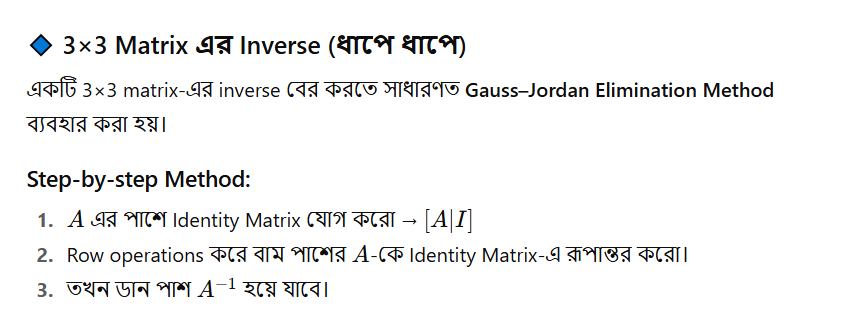 🔷 3×3 Matrix এর Inverse (ধাপে ধাপে)
একটি 3×3 matrix-এর inverse বের করতে সাধারণত Gauss–Jordan Elimination Method
ব্যবহার করা হয়।
Step-by-step Method:
1. A এর পাশে Identity Matrix যোগ করো → [A|I]
2. Row operations করে বাম পাশের A-কে Identity Matrix-এ রূপান্তর করো।
3. তখন ডান পাশ A⁻¹ হয়ে যাবে।